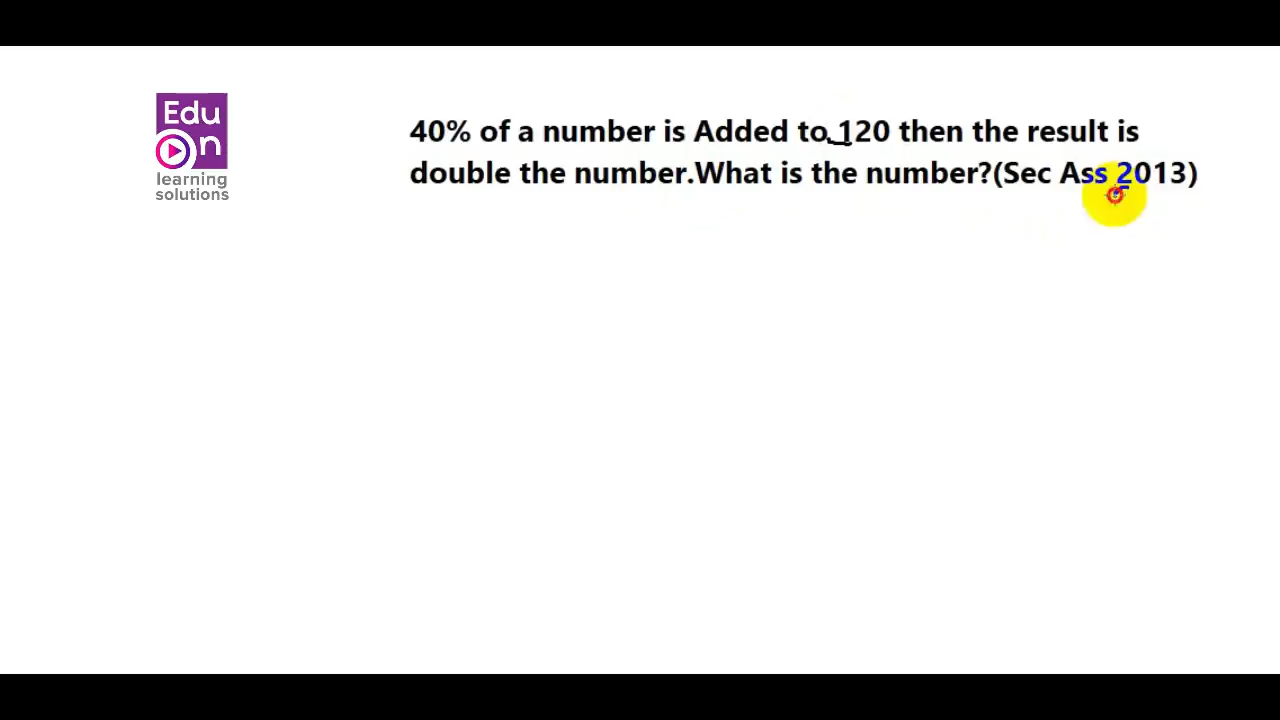 Edu
On
learning
solutions
40% of a number is Added to 120 then the result is
double the number.What is the number?(Sec Ass 2013)